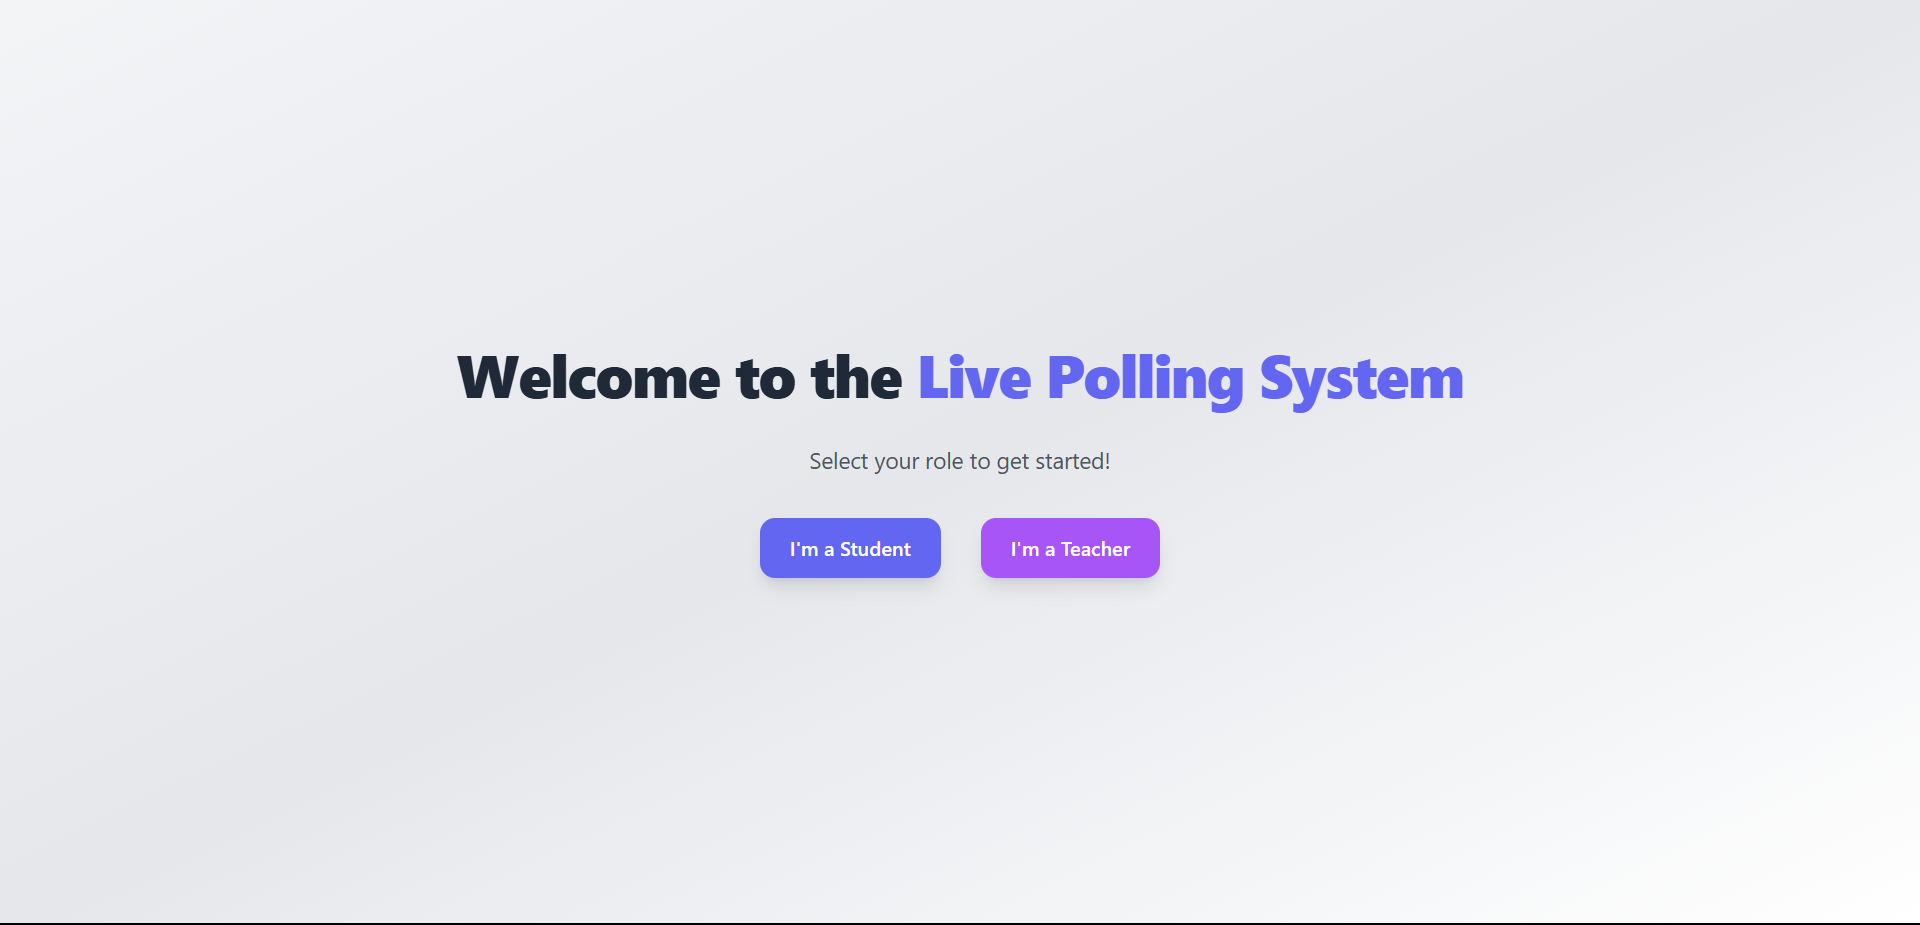 Welcome to the Live Polling System
Select your role to get started!
I'm a Student
I'm a Teacher